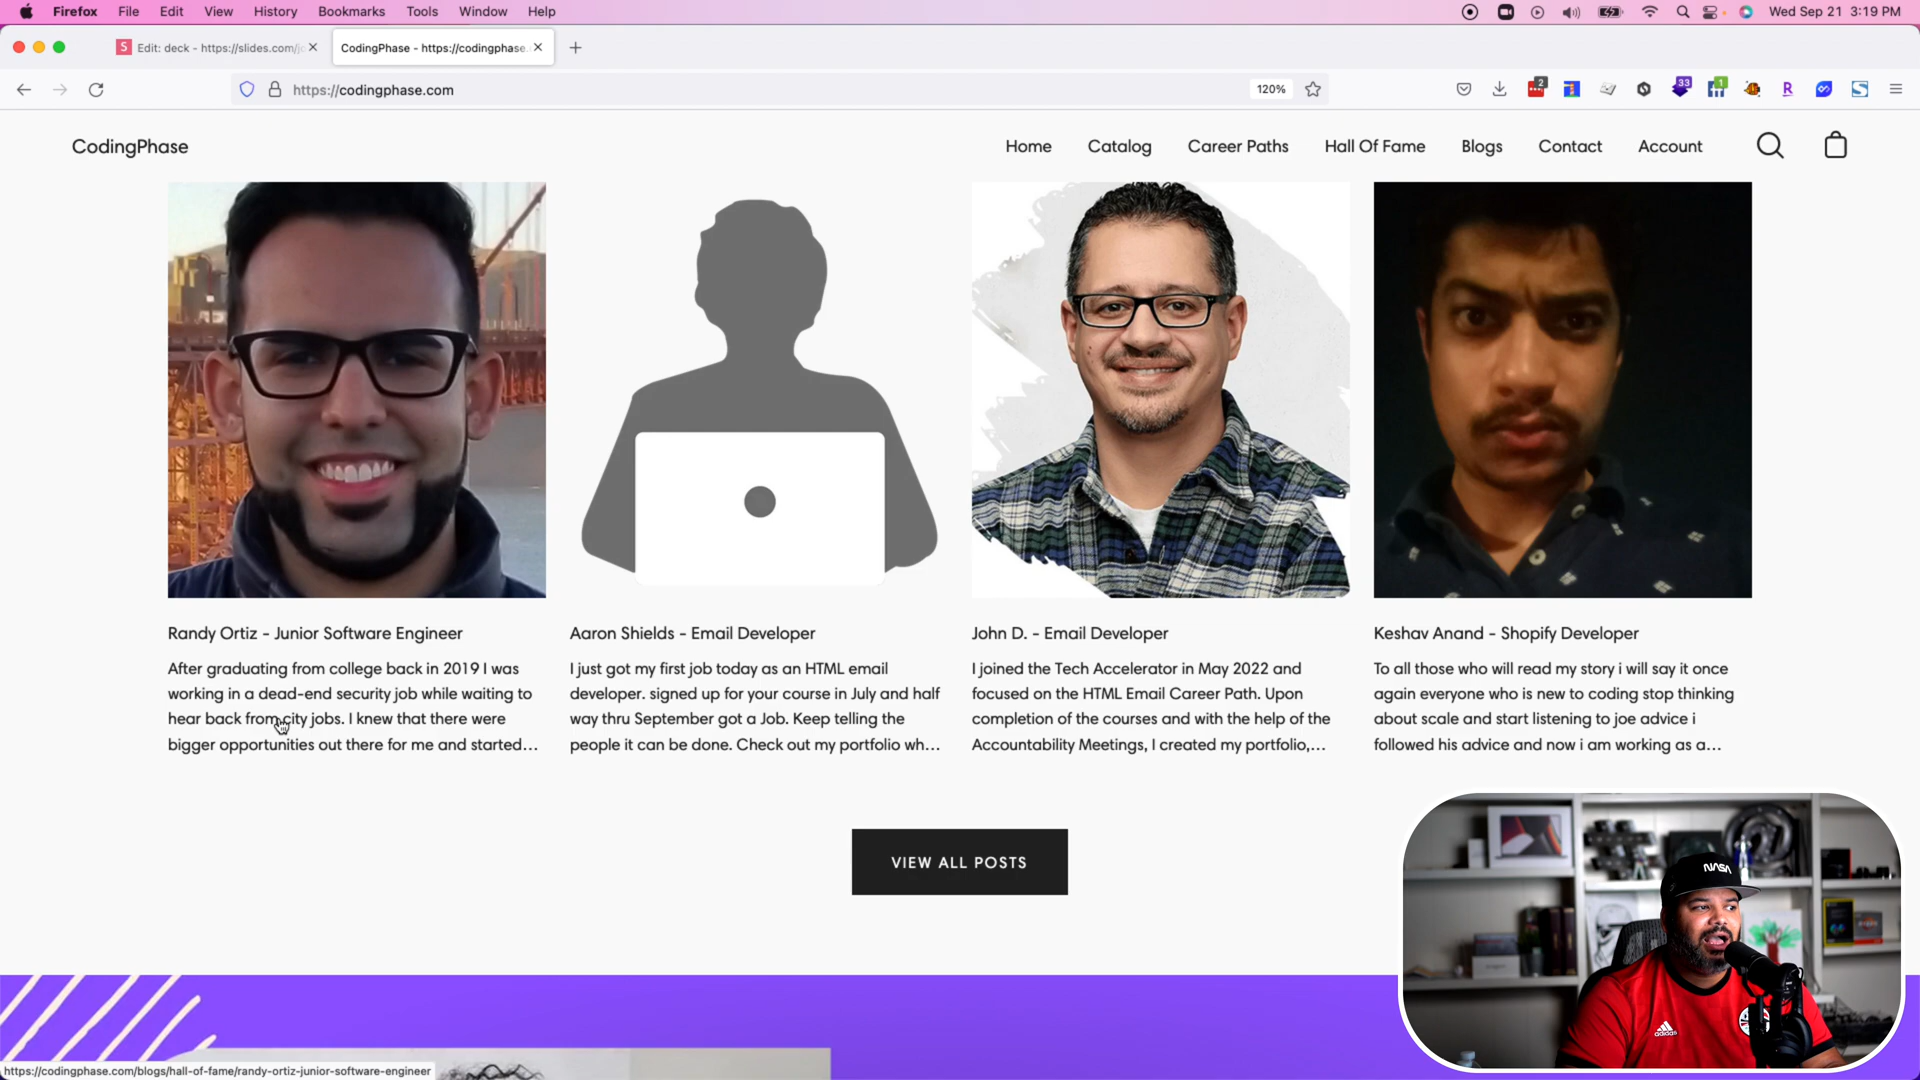 Firefox File Edit View History Bookmarks Tools Window Help Wed Sep 21 3:19 PM
S Edit: deck - https://slides.com/j CodingPhase - https://codingphase.
https://codingphase.com 120% 2 33 1 R S
CodingPhase Home Catalog Career Paths Hall Of Fame Blogs Contact Account
Randy Ortiz - Junior Software Engineer
After graduating from college back in 2019 I was
working in a dead-end security job while waiting to
hear back from city jobs. I knew that there were
bigger opportunities out there for me and started...
Aaron Shields - Email Developer
I just got my first job today as an HTML email
developer. signed up for your course in July and half
way thru September got a Job. Keep telling the
people it can be done. Check out my portfolio wh...
John D. - Email Developer
I joined the Tech Accelerator in May 2022 and
focused on the HTML Email Career Path. Upon
completion of the courses and with the help of the
Accountability Meetings, I created my portfolio,...
Keshav Anand - Shopify Developer
To all those who will read my story i will say it once
again everyone who is new to coding stop thinking
about scale and start listening to joe advice i
followed his advice and now i am working as a...
VIEW ALL POSTS
NASA
adidas
https://codingphase.com/blogs/hall-of-fame/randy-ortiz-junior-software-engineer